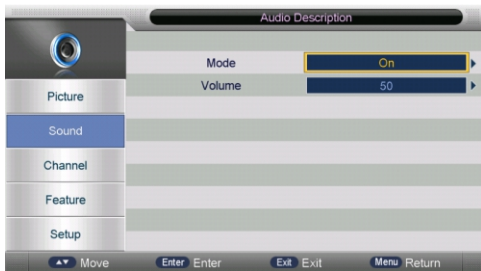 Audio Description
Mode On
Volume 50
Picture
Sound
Channel
Feature
Setup
Move Enter Enter Exit Exit Menu Return